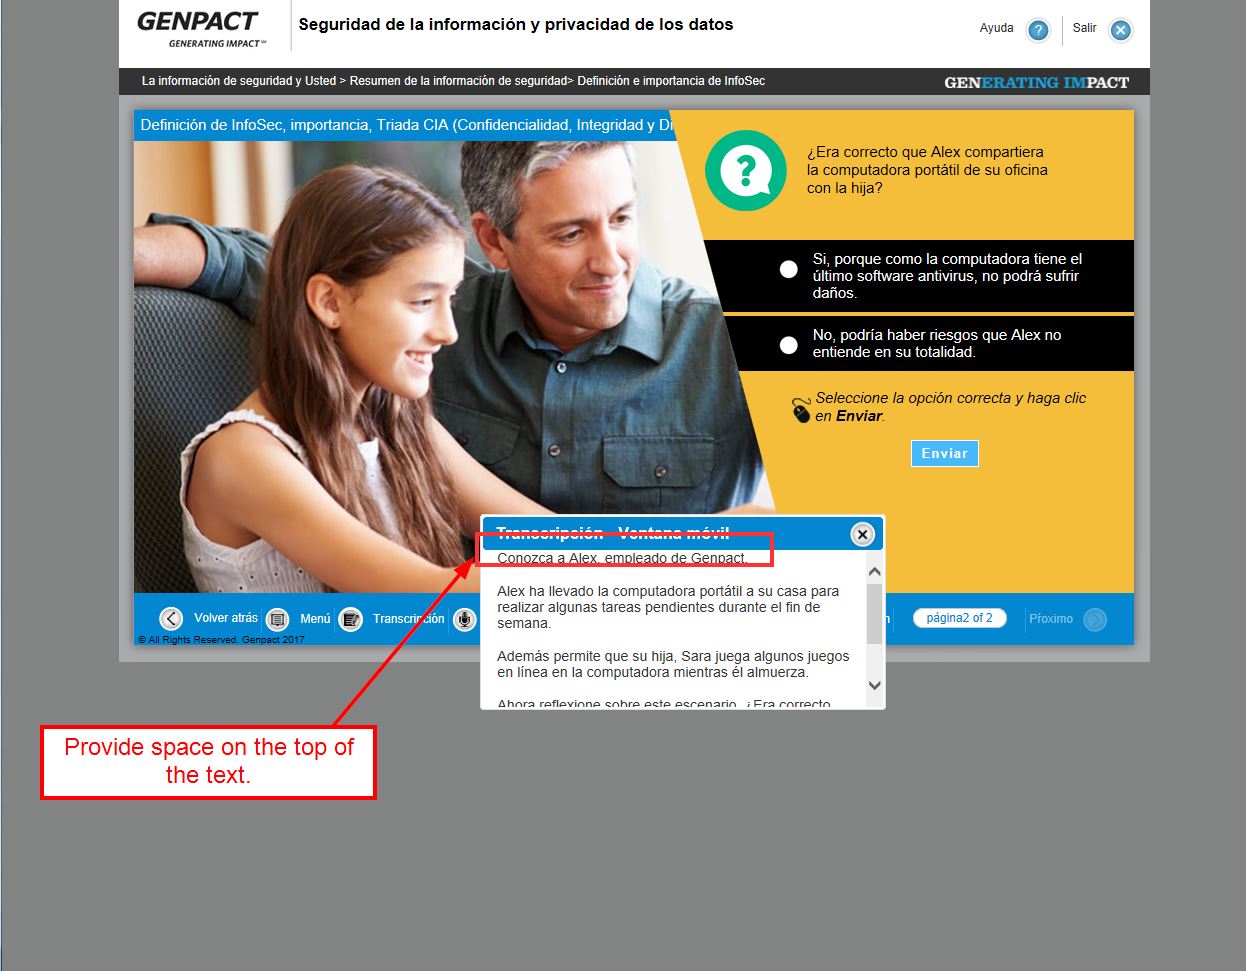 GENPACT
GENERATING IMPACT℠
Seguridad de la información y privacidad de los datos
Ayuda
?
Salir
La información de seguridad y Usted > Resumen de la información de seguridad> Definición e importancia de InfoSec
GENERATING IMPACT
Definición de InfoSec, importancia, Triada CIA (Confidencialidad, Integridad y Di
?
¿Era correcto que Alex compartiera
la computadora portátil de su oficina
con la hija?
Si, porque como la computadora tiene el
último software antivirus, no podrá sufrir
daños.
No, podría haber riesgos que Alex no
entiende en su totalidad.
Seleccione la opción correcta y haga clic
en Enviar.
Enviar
Transcripción - Ventana móvil
Conozca a Alex, empleado de Genpact.
Alex ha llevado la computadora portátil a su casa para
realizar algunas tareas pendientes durante el fin de
semana.
Además permite que su hija, Sara juega algunos juegos
en línea en la computadora mientras él almuerza.
Ahora reflexione sobre este escenario. ¿Era correcto
Volver atrás
Menú
Transcripción
n
página2 of 2
Próximo
© All Rights Reserved. Genpact 2017
Provide space on the top of
the text.